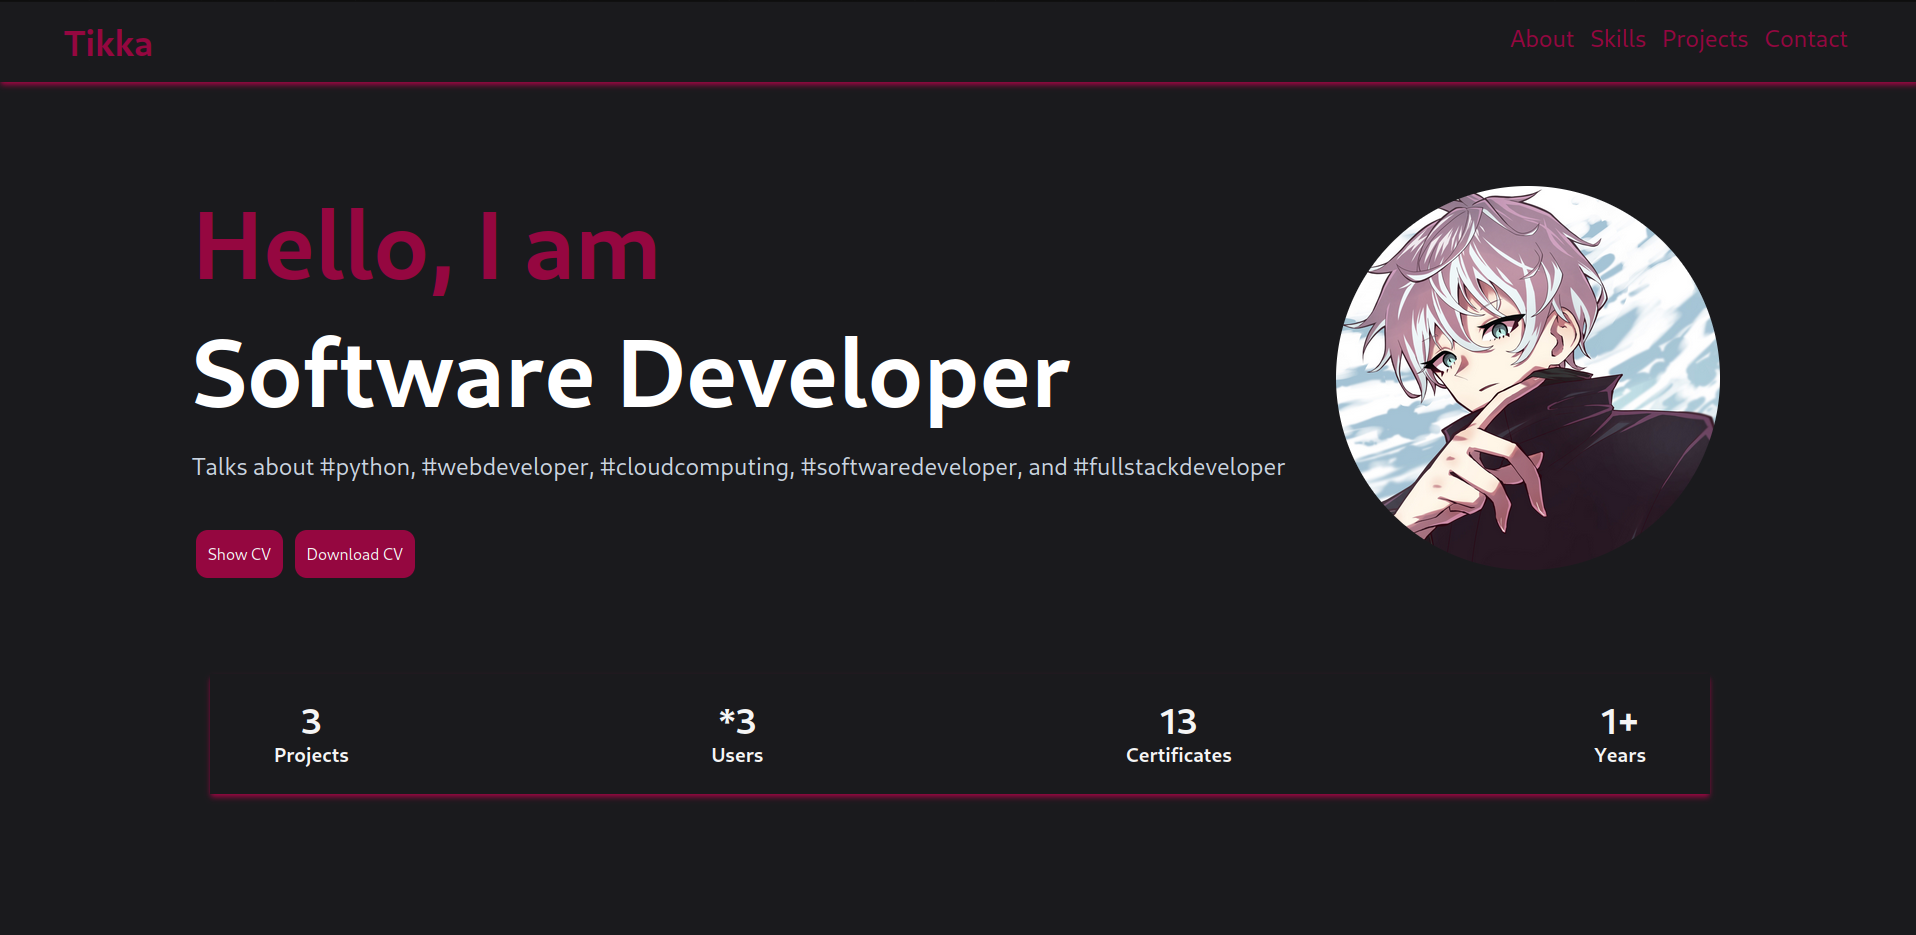 Tikka
About Skills Projects Contact
Hello, I am
Software Developer
Talks about #python, #webdeveloper, #cloudcomputing, #softwaredeveloper, and #fullstackdeveloper
Show CV
Download CV
3
Projects
*3
Users
13
Certificates
1+
Years